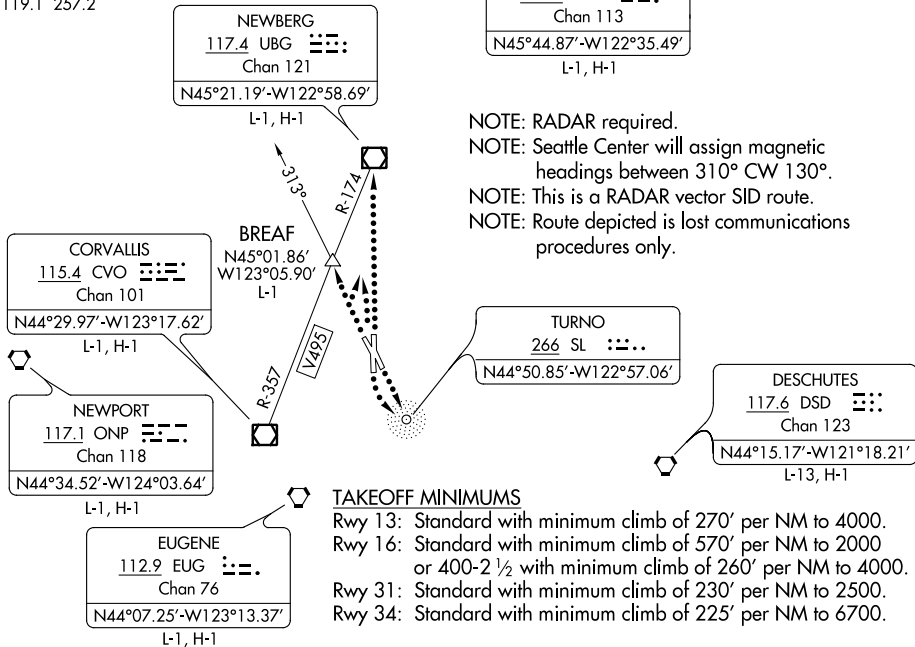 119.1 257.2
NEWBERG
117.4 UBG
Chan 121
N45°21.19'-W122°58.69'
L-1, H-1
Chan 113
N45°44.87'-W122°35.49'
L-1, H-1
NOTE: RADAR required.
NOTE: Seattle Center will assign magnetic
headings between 310° CW 130°.
NOTE: This is a RADAR vector SID route.
NOTE: Route depicted is lost communications
procedures only.
313°
R-174
BREAF
N45°01.86'
W123°05.90'
L-1
CORVALLIS
115.4 CVO
Chan 101
N44°29.97'-W123°17.62'
L-1, H-1
V495
R-357
TURNO
266 SL
N44°50.85'-W122°57.06'
NEWPORT
117.1 ONP
Chan 118
N44°34.52'-W124°03.64'
L-1, H-1
DESCHUTES
117.6 DSD
Chan 123
N44°15.17'-W121°18.21'
L-13, H-1
EUGENE
112.9 EUG
Chan 76
N44°07.25'-W123°13.37'
L-1, H-1
TAKEOFF MINIMUMS
Rwy 13: Standard with minimum climb of 270' per NM to 4000.
Rwy 16: Standard with minimum climb of 570' per NM to 2000
or 400-2 ½ with minimum climb of 260' per NM to 4000.
Rwy 31: Standard with minimum climb of 230' per NM to 2500.
Rwy 34: Standard with minimum climb of 225' per NM to 6700.